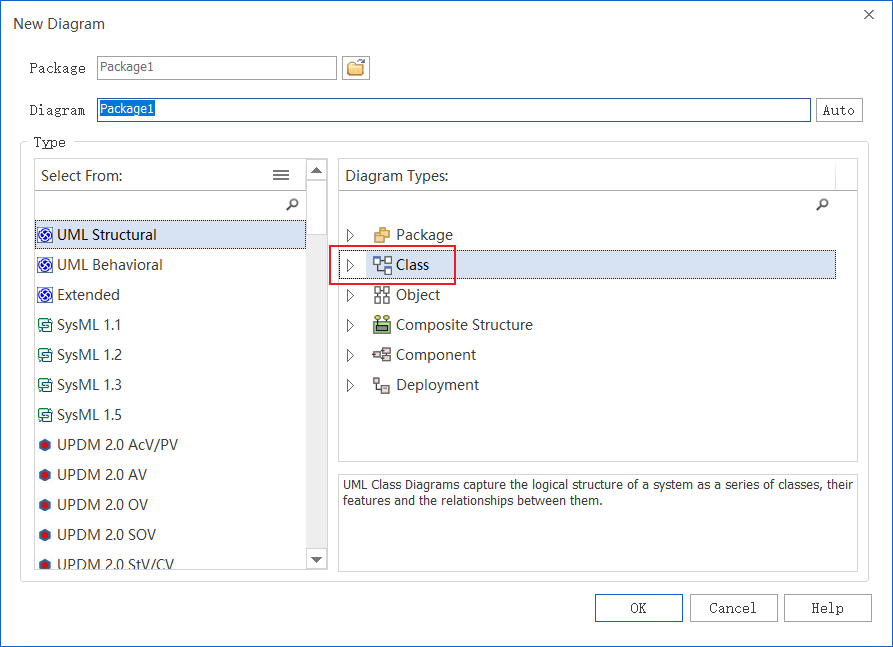 New Diagram
Package
Package1
Diagram
Package1
Auto
Type
Select From:
UML Structural
UML Behavioral
Extended
SysML 1.1
SysML 1.2
SysML 1.3
SysML 1.5
UPDM 2.0 AcV/PV
UPDM 2.0 AV
UPDM 2.0 OV
UPDM 2.0 SOV
UPDM 2.0 StV/CV
Diagram Types:
Package
Class
Object
Composite Structure
Component
Deployment
UML Class Diagrams capture the logical structure of a system as a series of classes, their
features and the relationships between them.
OK
Cancel
Help